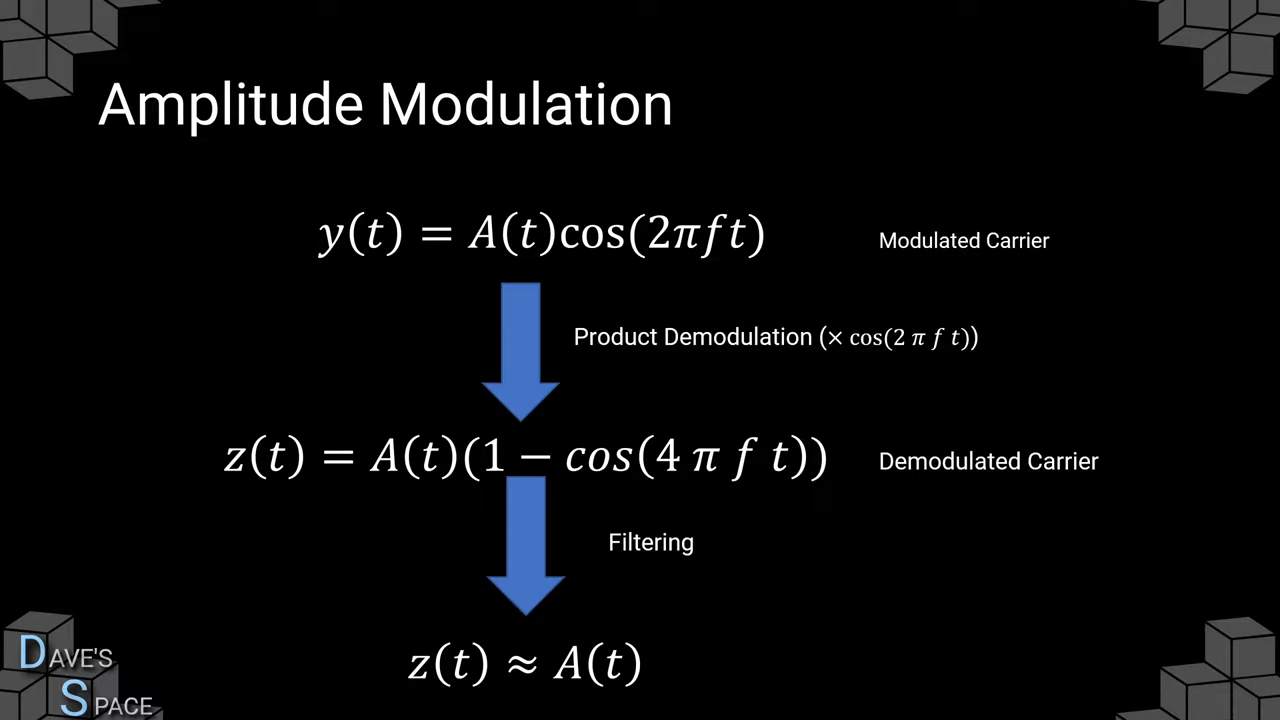 Amplitude Modulation
y(t) = A(t)cos(2πft)
Modulated Carrier
Product Demodulation (× cos(2 π f t))
z(t) = A(t)(1 − cos(4 π f t))
Demodulated Carrier
Filtering
z(t) ≈ A(t)
DAVE'S
SPACE